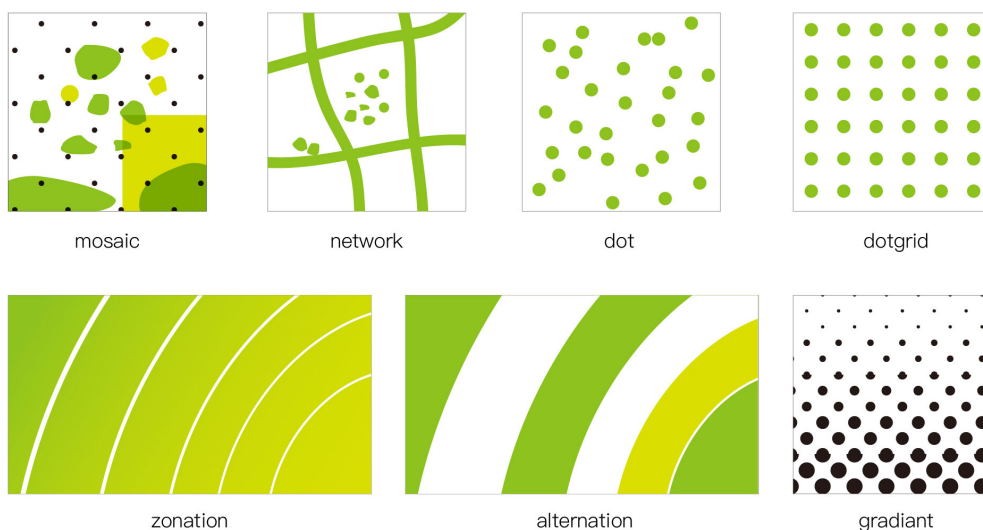 mosaic
network
dot
dotgrid
zonation
alternation
gradiant